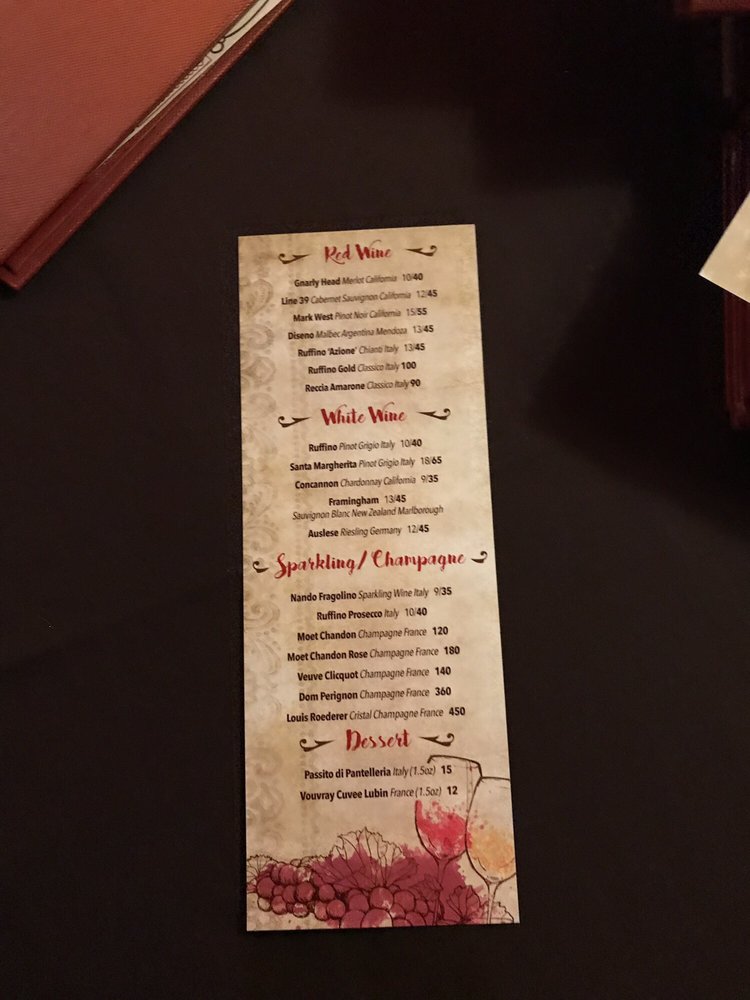 Red Wine
Gnarly Head Merlot California 10/40
Line 39 Cabernet Sauvignon California 12/45
Mark West Pinot Noir California 15/55
Diseno Malbec Argentina Mendoza 13/45
Ruffino 'Azione' Chianti Italy 13/45
Ruffino Gold Classico Italy 100
Reccia Amarone Classico Italy 90
White Wine
Ruffino Pinot Grigio Italy 10/40
Santa Margherita Pinot Grigio Italy 18/65
Concannon Chardonnay California 9/35
Framingham 13/45
Sauvignon Blanc New Zealand Marlborough
Auslese Riesling Germany 12/45
Sparkling/Champagne
Nando Fragolino Sparkling Wine Italy 9/35
Ruffino Prosecco Italy 10/40
Moet Chandon Champagne France 120
Moet Chandon Rose Champagne France 180
Veuve Clicquot Champagne France 140
Dom Perignon Champagne France 360
Louis Roederer Cristal Champagne France 450
Dessert
Passito di Pantelleria Italy (1.5oz) 15
Vouvray Cuvee Lubin France (1.5oz) 12